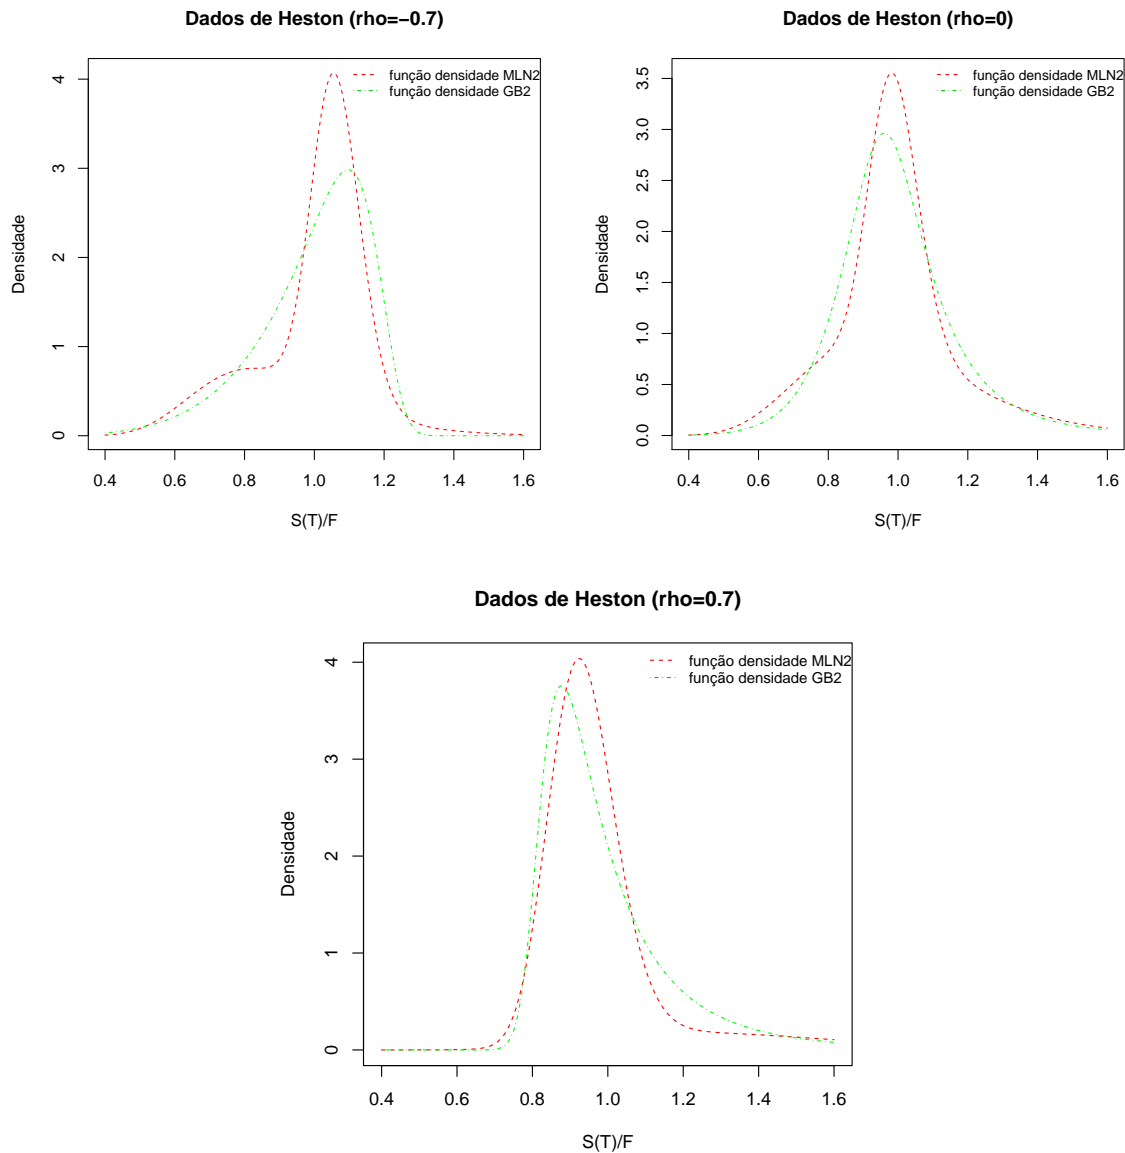 Dados de Heston (rho=−0.7)
função densidade MLN2
função densidade GB2
Densidade
0 1 2 3 4
0.4 0.6 0.8 1.0 1.2 1.4 1.6
S(T)/F
Dados de Heston (rho=0)
função densidade MLN2
função densidade GB2
Densidade
0.0 0.5 1.0 1.5 2.0 2.5 3.0 3.5
0.4 0.6 0.8 1.0 1.2 1.4 1.6
S(T)/F
Dados de Heston (rho=0.7)
função densidade MLN2
função densidade GB2
Densidade
0 1 2 3 4
0.4 0.6 0.8 1.0 1.2 1.4 1.6
S(T)/F